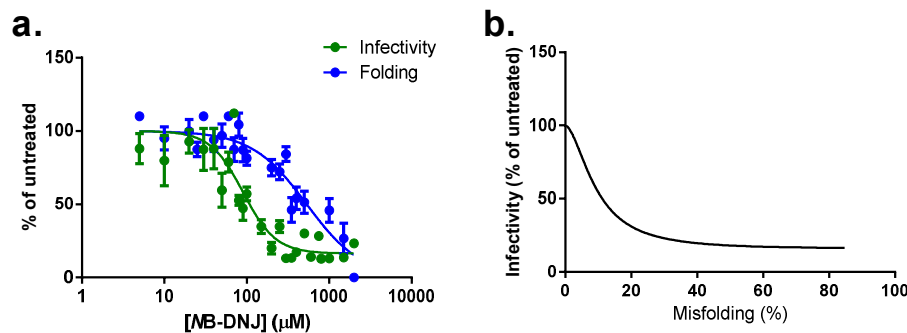 a.
Infectivity
Folding
% of untreated
150
100
50
0
1
10
100
1000
10000
[NB-DNJ] (μM)
b.
Infectivity (% of untreated)
150
100
50
0
0
20
40
60
80
100
Misfolding (%)